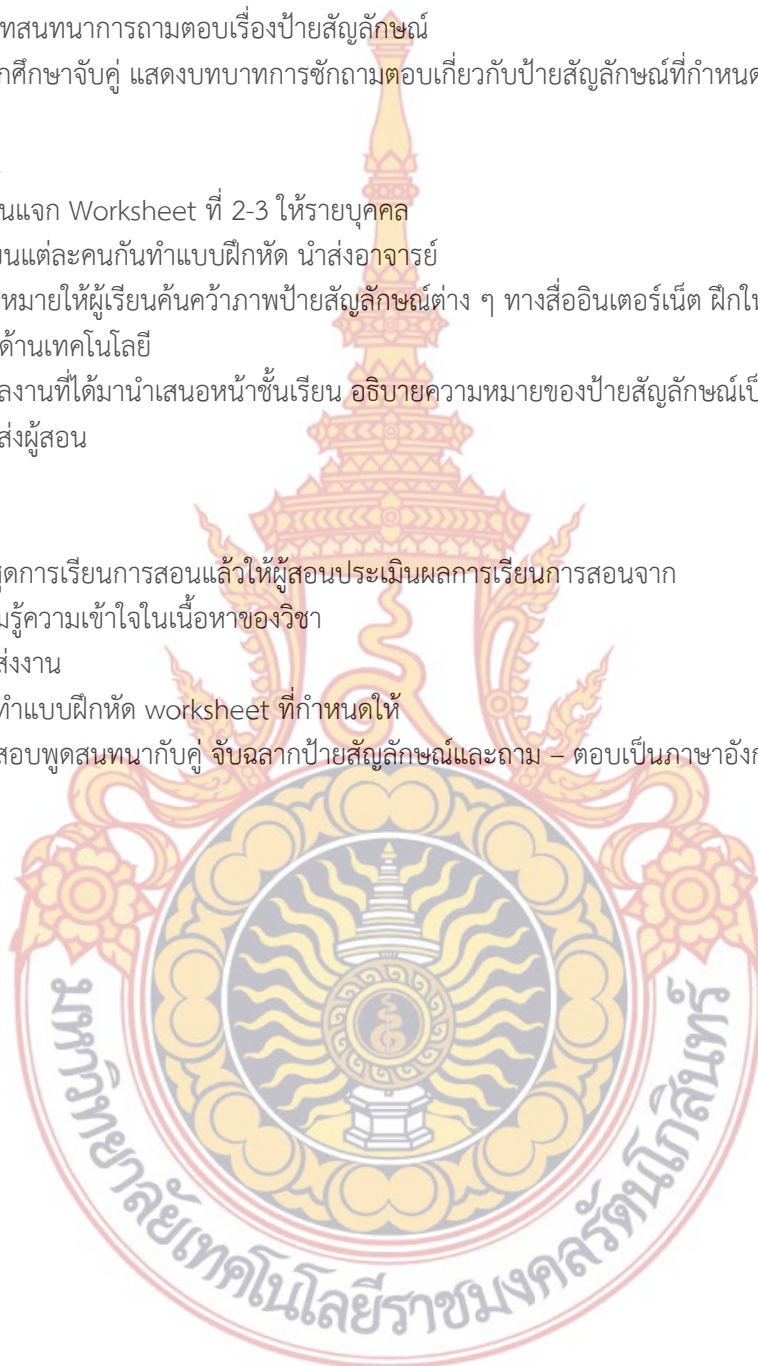 ทสนทนาการถามตอบเรื่องป้ายสัญลักษณ์
กศึกษาจับคู่ แสดงบทบาทการซักถามตอบเกี่ยวกับป้ายสัญลักษณ์ที่กำหนด
นแจก Worksheet ที่ 2-3 ให้รายบุคคล
ยนแต่ละคนกันทำแบบฝึกหัด นำส่งอาจารย์
หมายให้ผู้เรียนค้นคว้าภาพป้ายสัญลักษณ์ต่าง ๆ ทางสื่ออินเตอร์เน็ต ฝึกใน
ด้านเทคโนโลยี
ลงานที่ได้มานำเสนอหน้าชั้นเรียน อธิบายความหมายของป้ายสัญลักษณ์เป็
ส่งผู้สอน
สุดการเรียนการสอนแล้วให้ผู้สอนประเมินผลการเรียนการสอนจาก
มรู้ความเข้าใจในเนื้อหาของวิชา
ส่งงาน
ทำแบบฝึกหัด worksheet ที่กำหนดให้
สอบพูดสนทนากับคู่ จับฉลากป้ายสัญลักษณ์และถาม – ตอบเป็นภาษาอังก
มหาวิทยาลัยเทคโนโลยีราชมงคลรัตนโกสินทร์